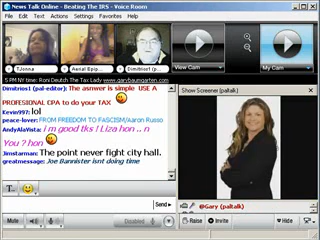 News Talk Online - Beating The IRS - Voice Room
File Edit Actions Settings Favorites Help
TJonna
Aerial Epip...
Dimitrios1 (p...
View Cam
My Cam
5 PM NY time: Roni Deutch The Tax Lady www.garybaumgarten.com
Dimitrios1 (pal-editor): The asnwer is simple USE A
PROFESIONAL CPA to do your TAX
Kevin997: lol
peace-lover: FROM FREEDOM TO FASCISM/Aaron Russo
AndyAlaVista: i m good tks ! Liza hon .. n
You ? hon
Jimstarman: The point never fight city hall.
greatmessage: Joe Bannister isnt doing time
Show Screener (paltalk)
@Gary (paltalk)
Send
Mute
Disabled
Raise
Invite
Hide